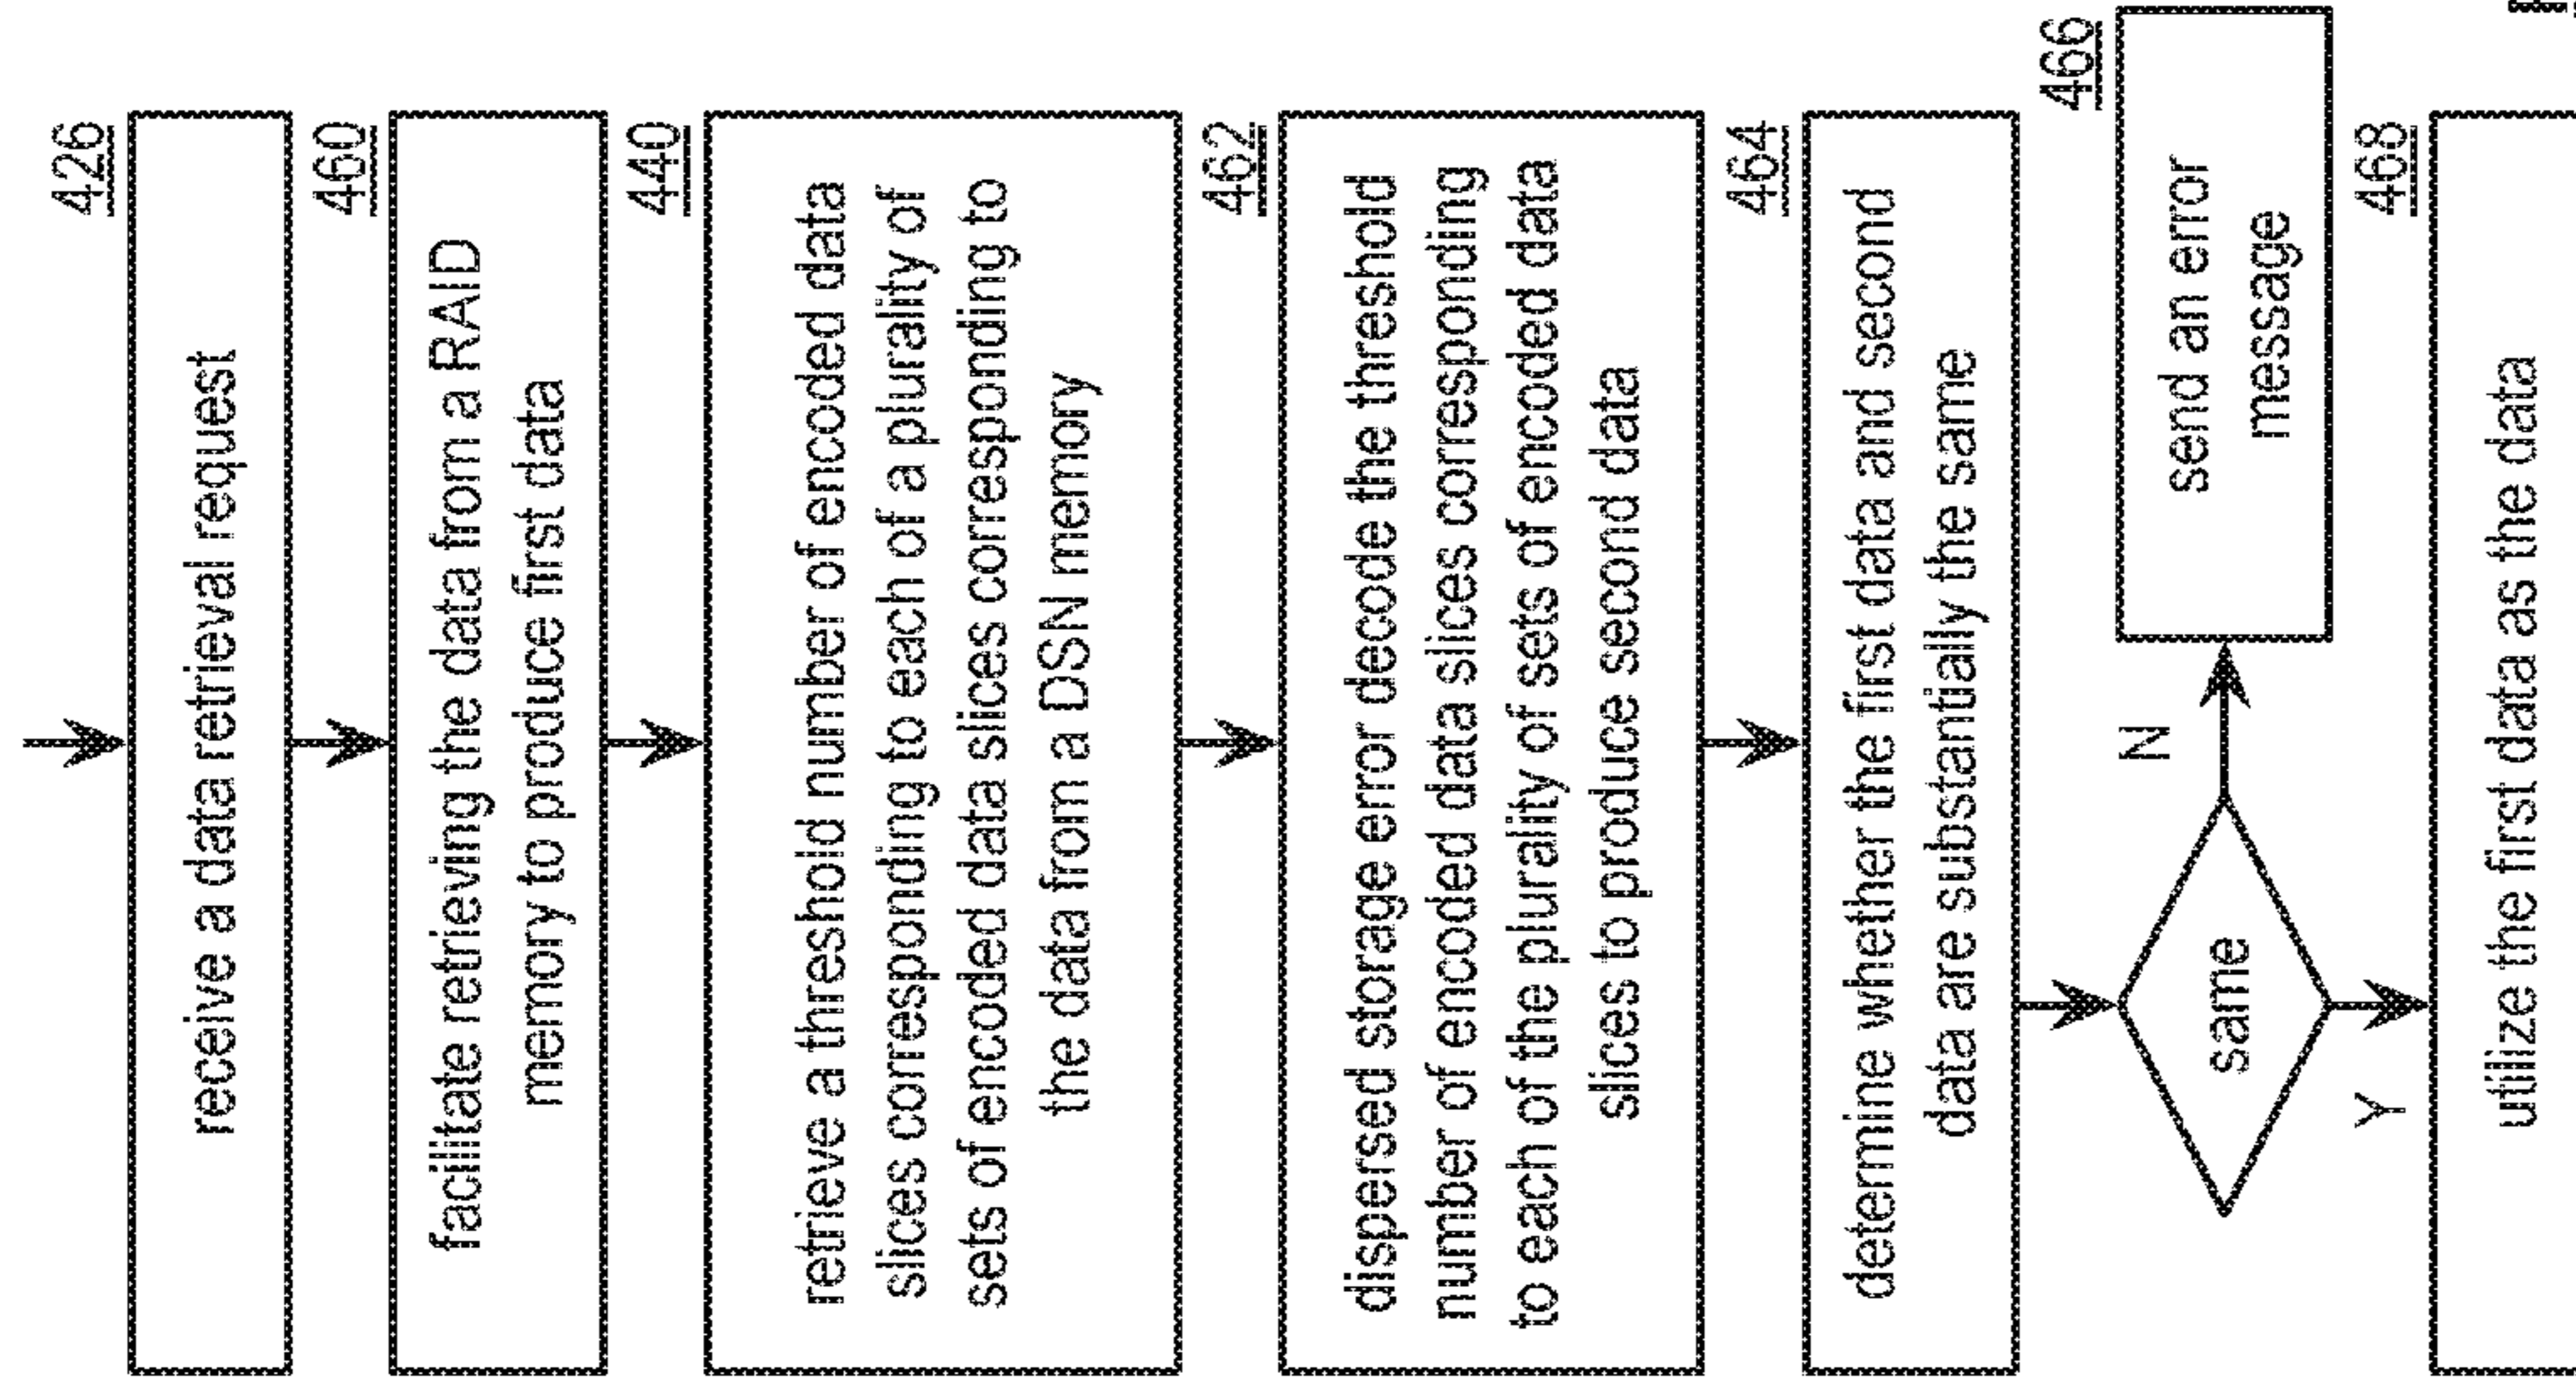 426
receive a data retrieval request
460
facilitate retrieving the data from a RAID
memory to produce first data
440
retrieve a threshold number of encoded data
slices corresponding to each of a plurality of
sets of encoded data slices corresponding to
the data from a DSN memory
462
dispersed storage error decode the threshold
number of encoded data slices corresponding
to each of the plurality of sets of encoded data
slices to produce second data
464
determine whether the first data and second
data are substantially the same
same
N
466
send an error
message
Y
468
utilize the first data as the data